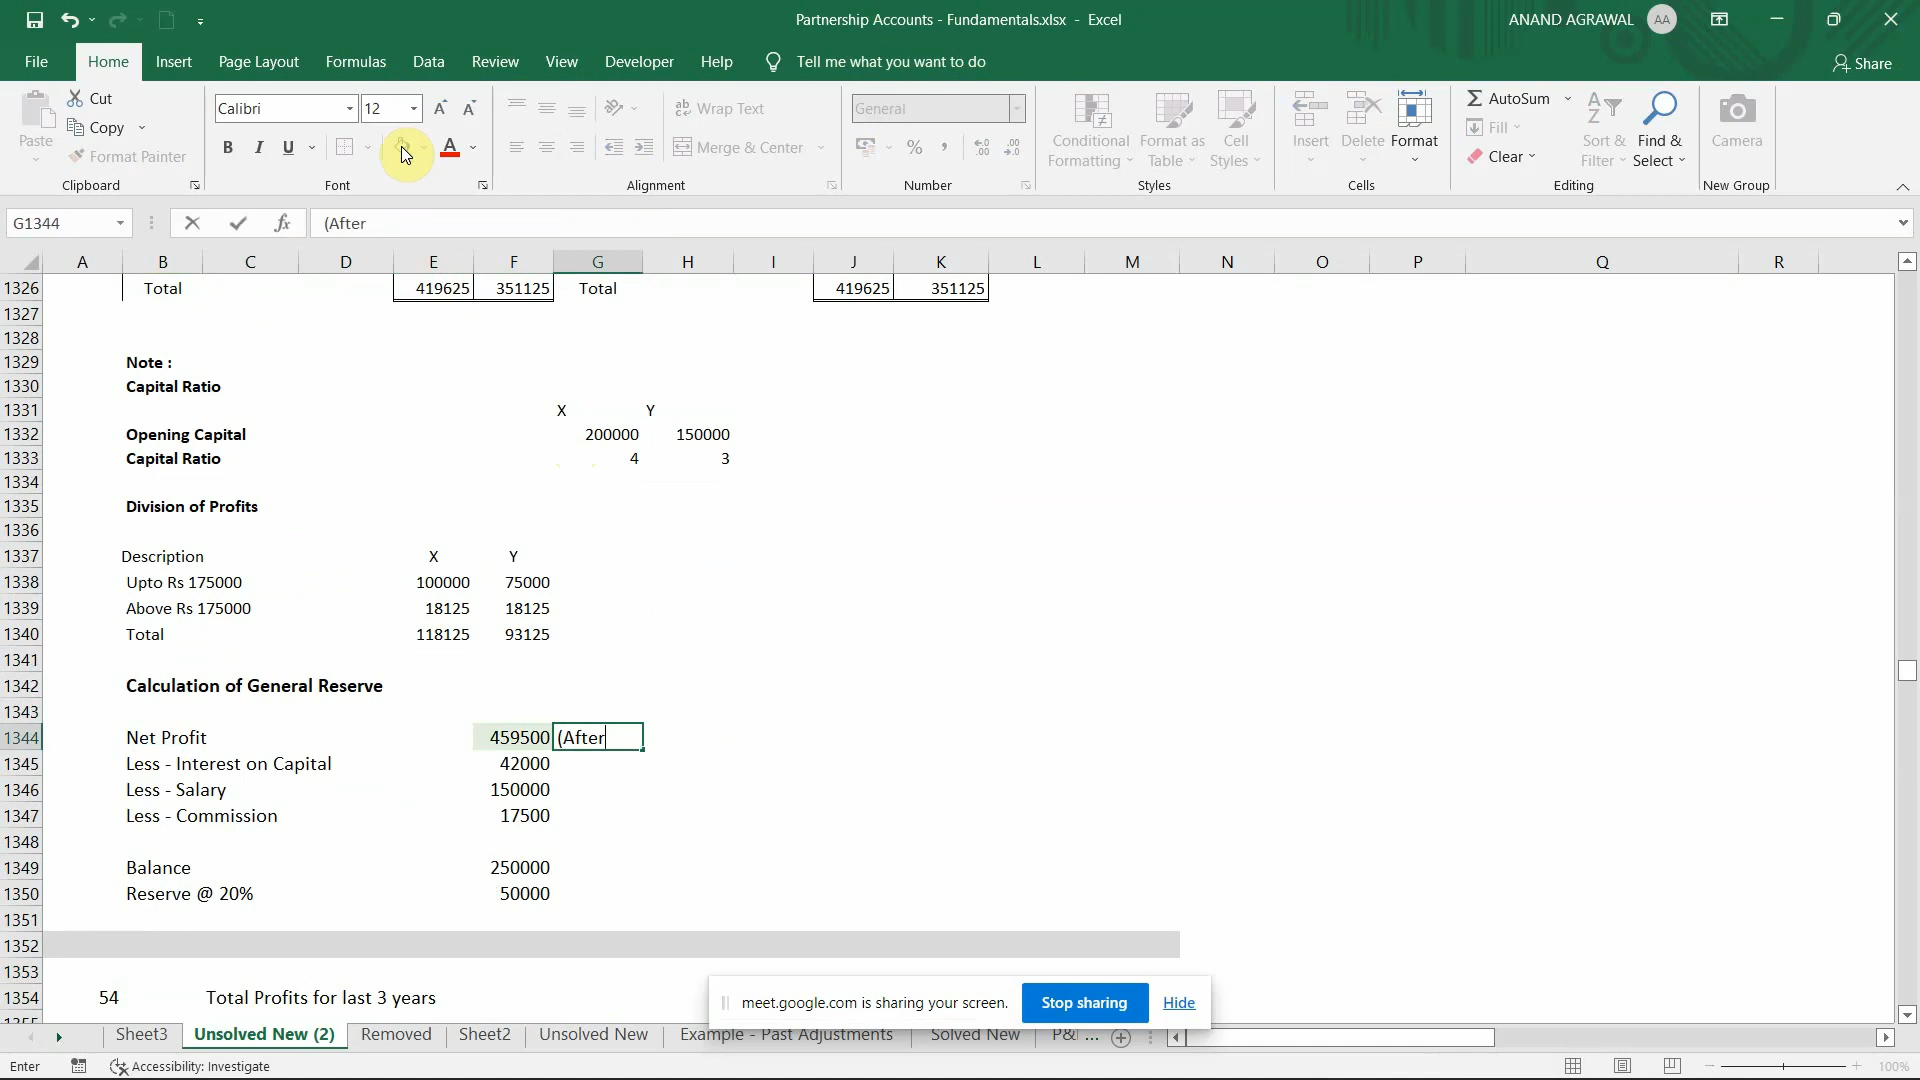 Partnership Accounts - Fundamentals.xlsx - Excel
ANAND AGRAWAL AA
File Home Insert Page Layout Formulas Data Review View Developer Help Tell me what you want to do Share
Paste Cut Copy Format Painter Clipboard
Calibri 12 A A B I U A Font
ab Wrap Text Merge & Center Alignment
General % , Number
Conditional Formatting Format as Table Cell Styles Styles
Insert Delete Format Cells
AutoSum Fill Clear Sort & Filter Find & Select Editing
Camera New Group
G1344 fx (After
A B C D E F G H I J K L M N O P Q R
1326 Total 419625 351125 Total 419625 351125
1327
1328
1329 Note :
1330 Capital Ratio
1331 X Y
1332 Opening Capital 200000 150000
1333 Capital Ratio 4 3
1334
1335 Division of Profits
1336
1337 Description X Y
1338 Upto Rs 175000 100000 75000
1339 Above Rs 175000 18125 18125
1340 Total 118125 93125
1341
1342 Calculation of General Reserve
1343
1344 Net Profit 459500 (After
1345 Less - Interest on Capital 42000
1346 Less - Salary 150000
1347 Less - Commission 17500
1348
1349 Balance 250000
1350 Reserve @ 20% 50000
1351
1352
1353
1354 54 Total Profits for last 3 years
meet.google.com is sharing your screen. Stop sharing Hide
Sheet3 Unsolved New (2) Removed Sheet2 Unsolved New Example - Past Adjustments Solved New P& ...
Enter Accessibility: Investigate 100%